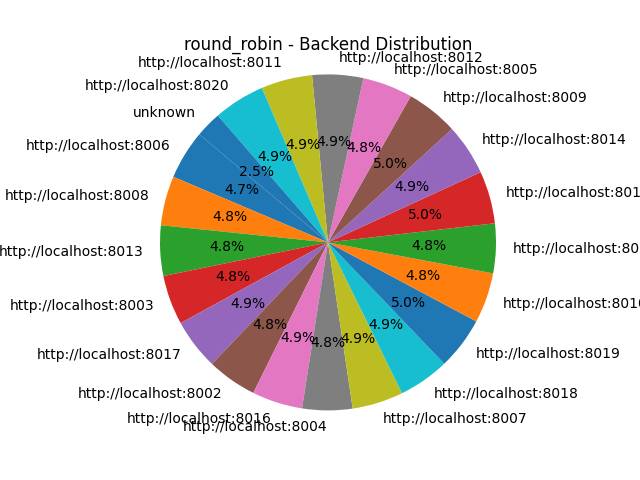 round_robin - Backend Distribution
http://localhost:8012
http://localhost:8005
http://localhost:8009
http://localhost:8014
http://localhost:801
http://localhost:80
http://localhost:8010
http://localhost:8019
http://localhost:8018
http://localhost:8007
http://localhost:8004
http://localhost:8016
http://localhost:8002
http://localhost:8017
http://localhost:8003
http://localhost:8013
http://localhost:8008
http://localhost:8006
unknown
http://localhost:8020
http://localhost:8011
4.9%
4.8%
5.0%
4.9%
5.0%
4.8%
4.8%
5.0%
4.9%
4.9%
4.8%
4.9%
4.8%
4.9%
4.8%
4.8%
4.8%
4.7%
2.5%
4.9%
4.9%